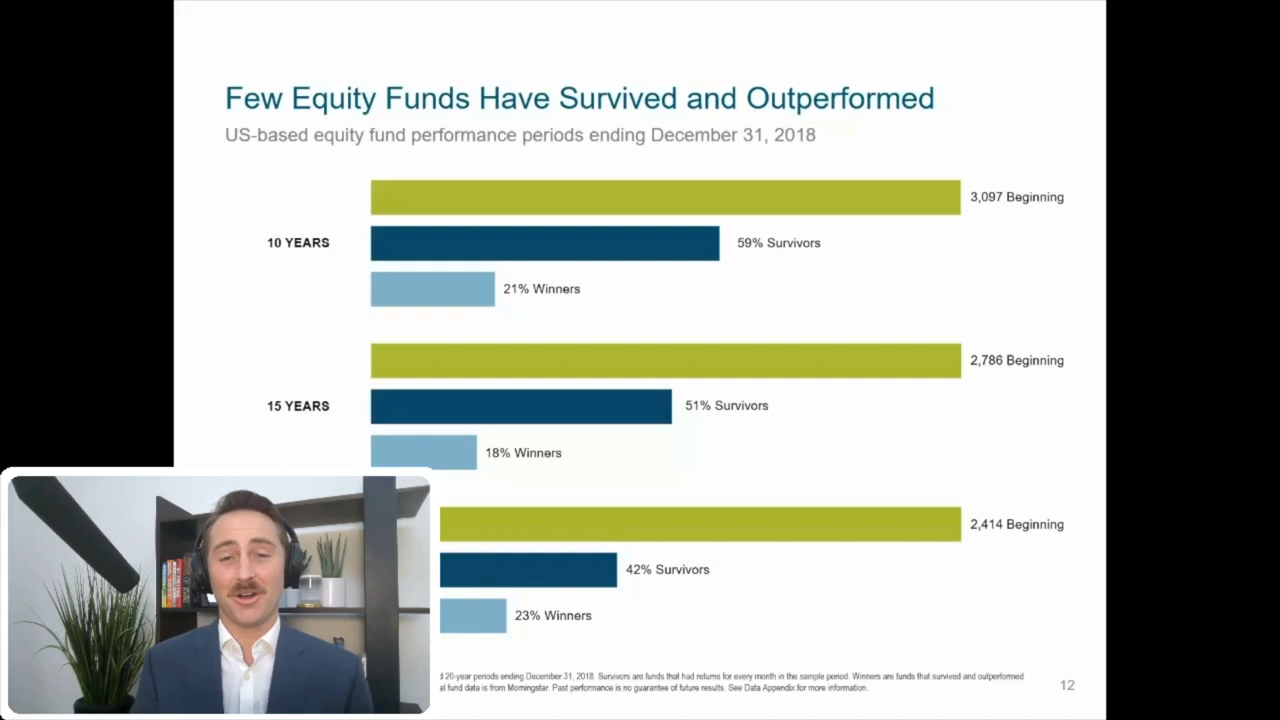 Few Equity Funds Have Survived and Outperformed
US-based equity fund performance periods ending December 31, 2018
3,097 Beginning
10 YEARS
59% Survivors
21% Winners
2,786 Beginning
15 YEARS
51% Survivors
18% Winners
2,414 Beginning
42% Survivors
23% Winners
20-year periods ending December 31, 2018. Survivors are funds that had returns for every month in the sample period. Winners are funds that survived and outperformed
fund data is from Morningstar. Past performance is no guarantee of future results. See Data Appendix for more information.
12